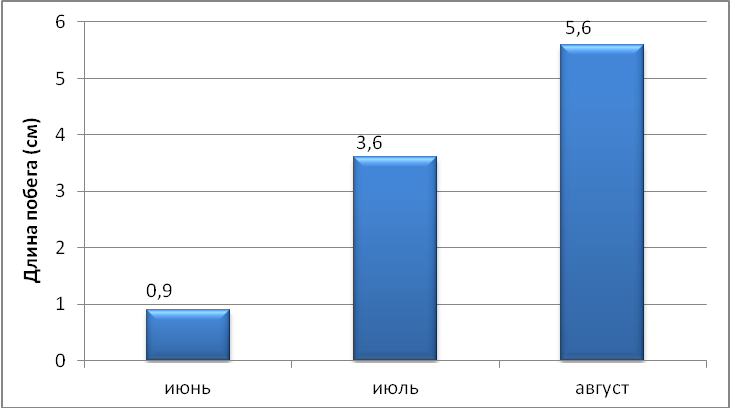 Длина побега (см)
6
5
4
3
2
1
0
0,9
3,6
5,6
июнь
июль
август